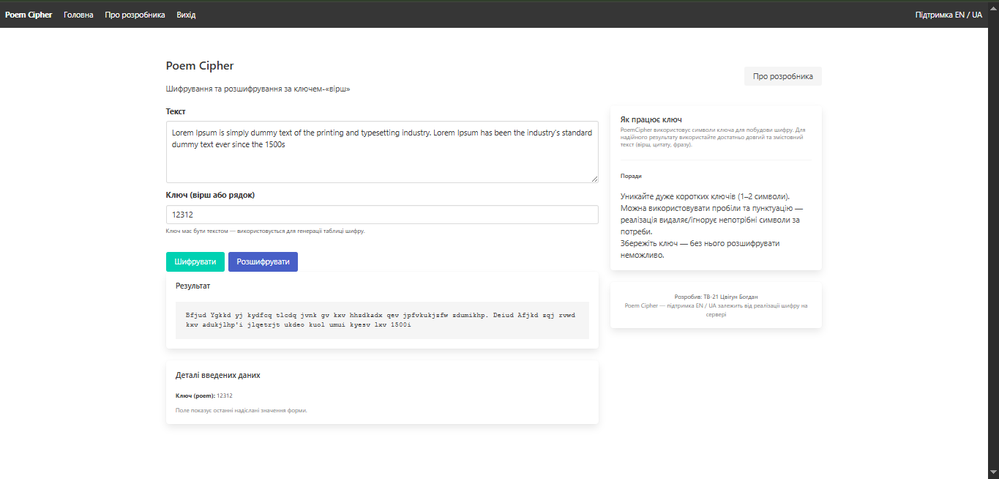 Poem Cipher Головна Про розробника Вихід Підтримка EN / UA
Poem Cipher
Про розробника
Шифрування та розшифрування за ключем-«вірш»
Текст
Lorem Ipsum is simply dummy text of the printing and typesetting industry. Lorem Ipsum has been the industry's standard
dummy text ever since the 1500s
Ключ (вірш або рядок)
12312
Ключ має бути текстом — використовується для генерації таблиці шифру.
Шифрувати Розшифрувати
Результат
Bfjud Ygkkd yj kydfcq tlcdq jvnk gv kxv hhzdkadx qev jpfvkukjzfw zdumikhp. Deiud Afjkd zqj rvwd
kxv adukjlhp'i jlqetrjt ukdeo kuol umui kyesv lxv 1500i
Деталі введених даних
Ключ (poem): 12312
Поле показує останні надіслані значення форми.
Як працює ключ
PoemCipher використовує символи ключа для побудови шифру. Для
надійного результату використайте достатньо довгий та змістовний
текст (вірш, цитату, фразу).
Поради
Уникайте дуже коротких ключів (1–2 символи).
Можна використовувати пробіли та пунктуацію —
реалізація видаляє/ігнорує непотрібні символи за
потреби.
Збережіть ключ — без нього розшифрувати
неможливо.
Розробив: ТВ-21 Цвігун Богдан
Poem Cipher — підтримка EN / UA залежить від реалізації шифру на
сервері